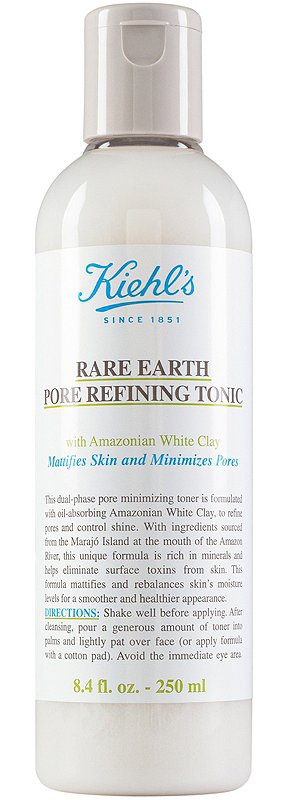 Kiehl's
SINCE 1851
RARE EARTH
PORE REFINING TONIC
with Amazonian White Clay
Mattifies Skin and Minimizes Pores
This dual-phase pore minimizing toner is formulated
with oil-absorbing Amazonian White Clay, to refine
pores and control shine. With ingredients sourced
from the Marajó Island at the mouth of the Amazon
River, this unique formula is rich in minerals and
helps eliminate surface toxins from skin. This
formula mattifies and rebalances skin's moisture
levels for a smoother and healthier appearance.
DIRECTIONS: Shake well before applying. After
cleansing, pour a generous amount of toner into
palms and lightly pat over face (or apply formula
with a cotton pad). Avoid the immediate eye area.
8.4 fl. oz. - 250 ml